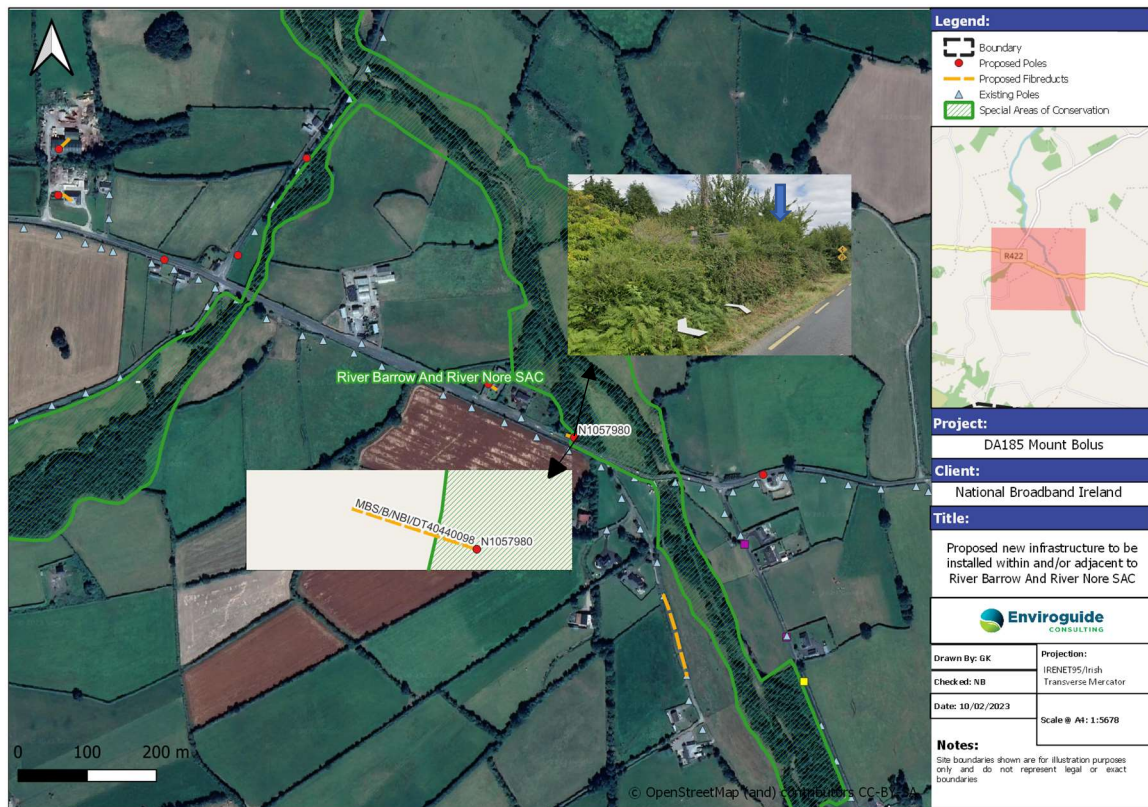 Legend:
Boundary
Proposed Poles
Proposed Fibreducts
Existing Poles
Special Areas of Conservation
R422
River Barrow And River Nore SAC
N1057980
MBS/B/NBI/DT40440098
N1057980
Project:
DA185 Mount Bolus
Client:
National Broadband Ireland
Title:
Proposed new infrastructure to be
installed within and/or adjacent to
River Barrow And River Nore SAC
Enviroguide
CONSULTING
Drawn By: GK
Checked: NB
Date: 10/02/2023
Projection:
IRENET95/Irish
Transverse Mercator
Scale @ A4: 1:5678
Notes:
Site boundaries shown are for illustration purposes
only and do not represent legal or exact
boundaries
0 100 200 m
© OpenStreetMap (and) contributors CC-BY-SA